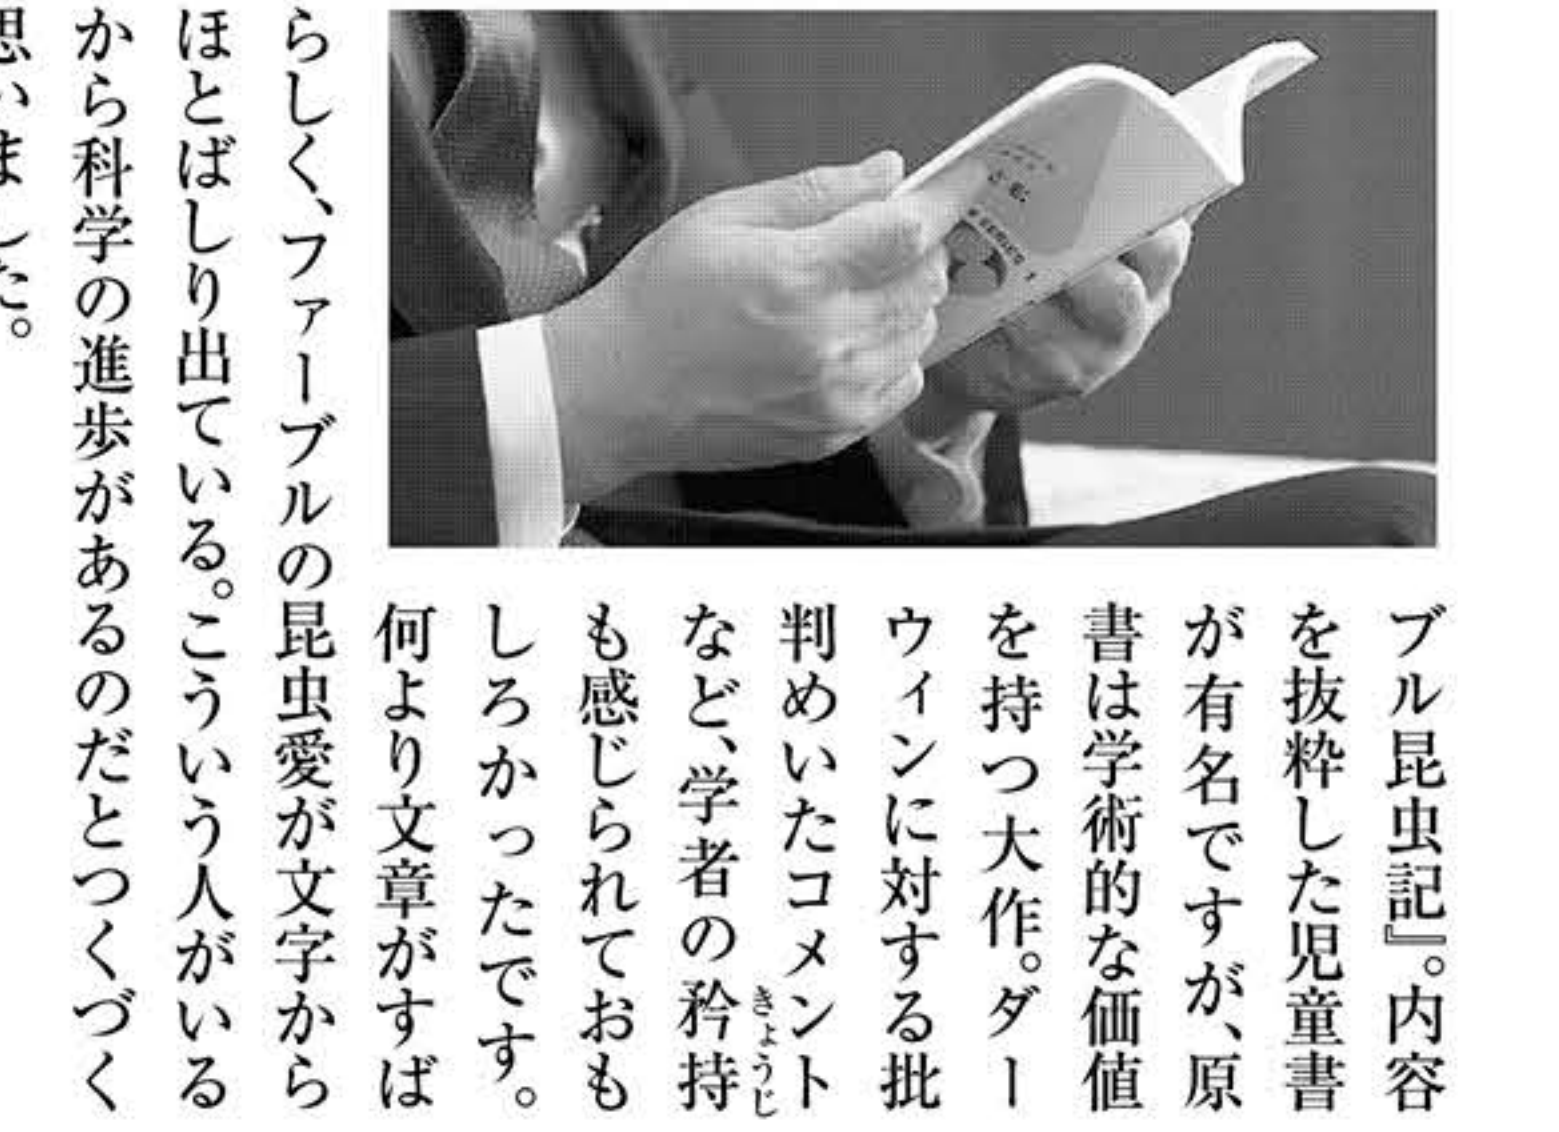 ブル昆虫記』。内容
を抜粋した児童書
が有名ですが、原
書は学術的な価値
を持つ大作。ダー
ウィンに対する批
判めいたコメント
など、学者の矜持
きょうじ
も感じられておも
しろかったです。
何より文章がすば
らしく、ファーブルの昆虫愛が文字から
ほとばしり出ている。こういう人がいる
から科学の進歩があるのだとつくづく
思いました。